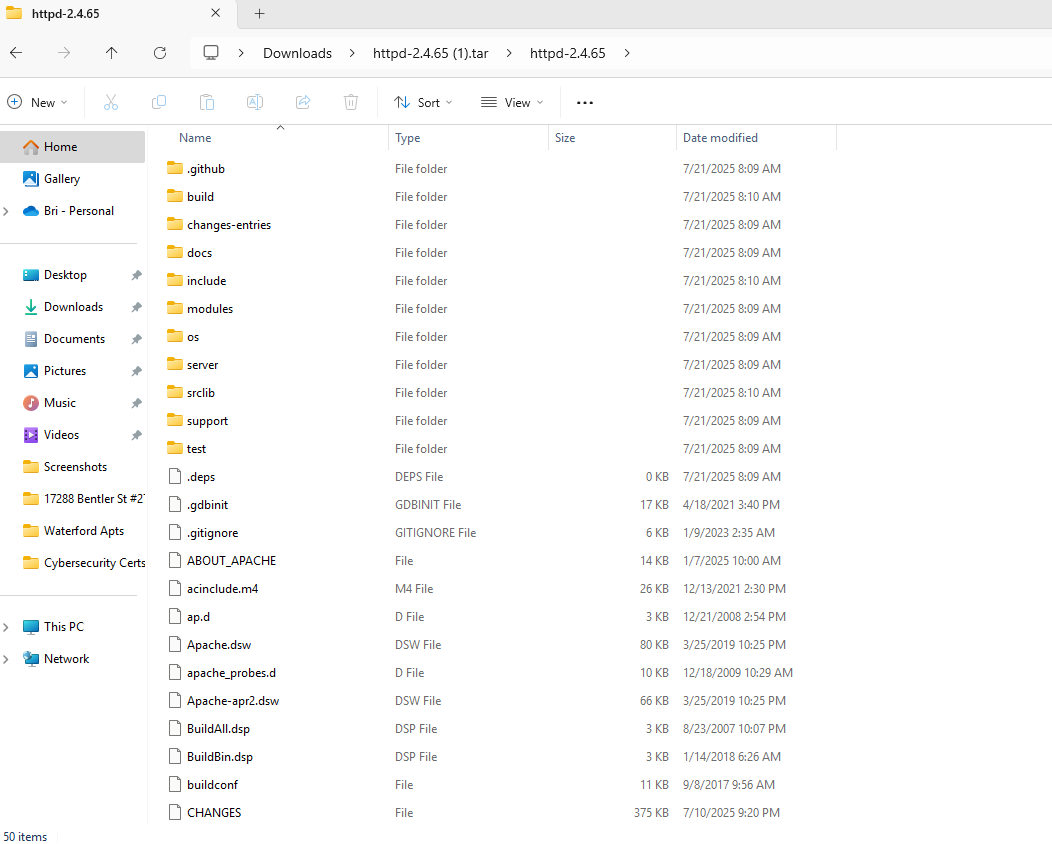 httpd-2.4.65
Downloads httpd-2.4.65 (1).tar httpd-2.4.65
New Sort View
Home
Gallery
Bri - Personal
Desktop
Downloads
Documents
Pictures
Music
Videos
Screenshots
17288 Bentler St #2
Waterford Apts
Cybersecurity Certs
This PC
Network
Name Type Size Date modified
.github File folder 7/21/2025 8:09 AM
build File folder 7/21/2025 8:10 AM
changes-entries File folder 7/21/2025 8:09 AM
docs File folder 7/21/2025 8:09 AM
include File folder 7/21/2025 8:10 AM
modules File folder 7/21/2025 8:09 AM
os File folder 7/21/2025 8:09 AM
server File folder 7/21/2025 8:09 AM
srclib File folder 7/21/2025 8:10 AM
support File folder 7/21/2025 8:09 AM
test File folder 7/21/2025 8:09 AM
.deps DEPS File 0 KB 7/21/2025 8:09 AM
.gdbinit GDBINIT File 17 KB 4/18/2021 3:40 PM
.gitignore GITIGNORE File 6 KB 1/9/2023 2:35 AM
ABOUT_APACHE File 14 KB 1/7/2025 10:00 AM
acinclude.m4 M4 File 26 KB 12/13/2021 2:30 PM
ap.d D File 3 KB 12/21/2008 2:54 PM
Apache.dsw DSW File 80 KB 3/25/2019 10:25 PM
apache_probes.d D File 10 KB 12/18/2009 10:29 AM
Apache-apr2.dsw DSW File 66 KB 3/25/2019 10:25 PM
BuildAll.dsp DSP File 3 KB 8/23/2007 10:07 PM
BuildBin.dsp DSP File 3 KB 1/14/2018 6:26 AM
buildconf File 11 KB 9/8/2017 9:56 AM
CHANGES File 375 KB 7/10/2025 9:20 PM
50 items